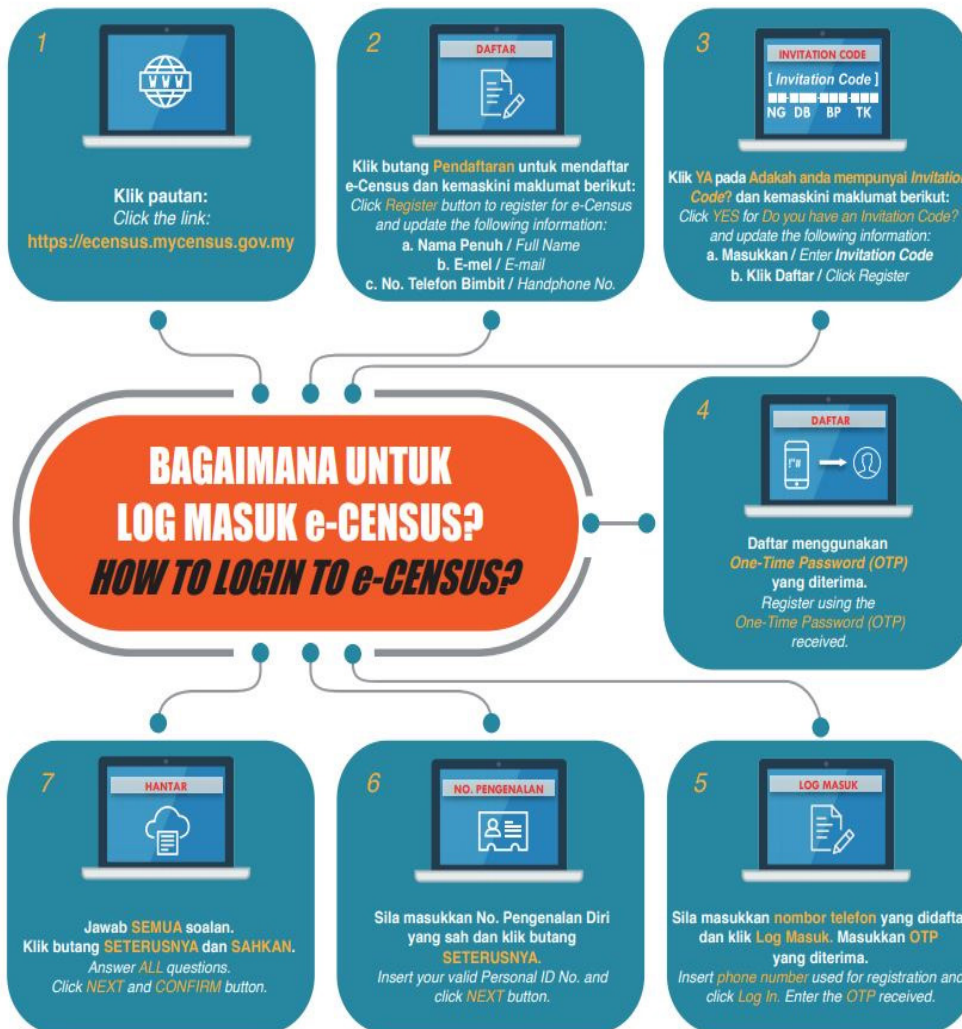 1
WWW
Klik pautan:
Click the link:
https://ecensus.mycensus.gov.my
2
DAFTAR
Klik butang Pendaftaran untuk mendaftar
e-Census dan kemaskini maklumat berikut:
Click Register button to register for e-Census
and update the following information:
a. Nama Penuh / Full Name
b. E-mel / E-mail
c. No. Telefon Bimbit / Handphone No.
3
INVITATION CODE
[ Invitation Code ]
NG DB BP TK
Klik YA pada Adakah anda mempunyai Invitation
Code? dan kemaskini maklumat berikut:
Click YES for Do you have an Invitation Code?
and update the following information:
a. Masukkan / Enter Invitation Code
b. Klik Daftar / Click Register
BAGAIMANA UNTUK
LOG MASUK e-CENSUS?
HOW TO LOGIN TO e-CENSUS?
4
DAFTAR
Daftar menggunakan
One-Time Password (OTP)
yang diterima.
Register using the
One-Time Password (OTP)
received.
7
HANTAR
Jawab SEMUA soalan.
Klik butang SETERUSNYA dan SAHKAN.
Answer ALL questions.
Click NEXT and CONFIRM button.
6
NO. PENGENALAN
Sila masukkan No. Pengenalan Diri
yang sah dan klik butang
SETERUSNYA.
Insert your valid Personal ID No. and
click NEXT button.
5
LOG MASUK
Sila masukkan nombor telefon yang didafta
dan klik Log Masuk. Masukkan OTP
yang diterima.
Insert phone number used for registration and
click Log In. Enter the OTP received.